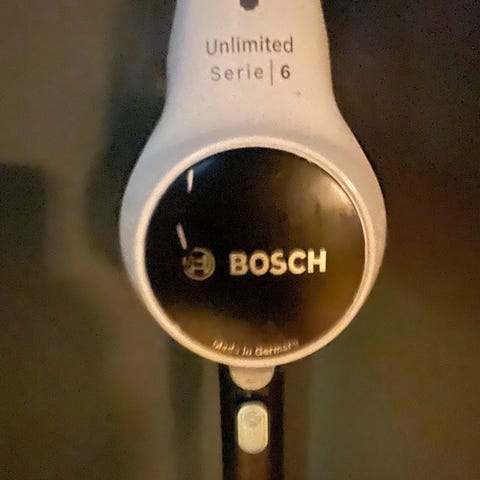 Unlimited
Serie | 6
BOSCH
Made in Germany